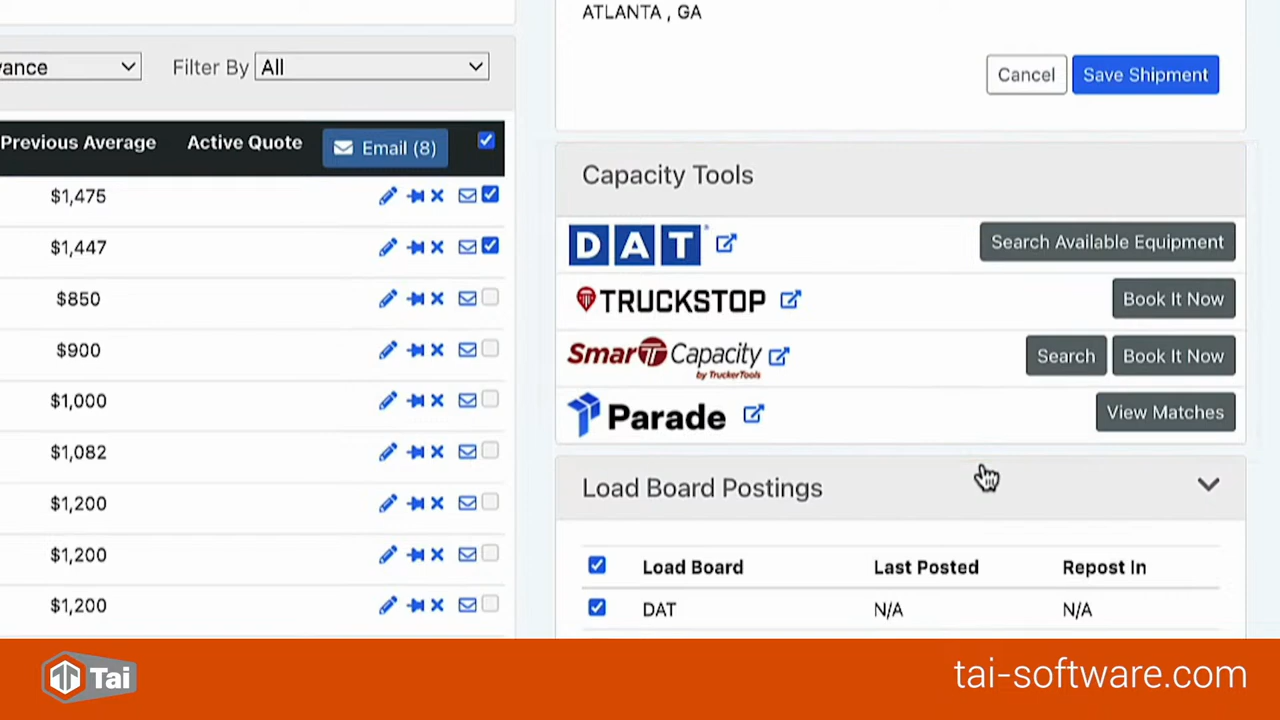 ATLANTA , GA
vance
Filter By All
Cancel Save Shipment
Previous Average Active Quote Email (8)
$1,475
$1,447
$850
$900
$1,000
$1,082
$1,200
$1,200
$1,200
Capacity Tools
DAT Search Available Equipment
TRUCKSTOP Book It Now
SmarT Capacity Search Book It Now
by TruckerTools
Parade View Matches
Load Board Postings
Load Board Last Posted Repost In
DAT N/A N/A
Tai tai-software.com